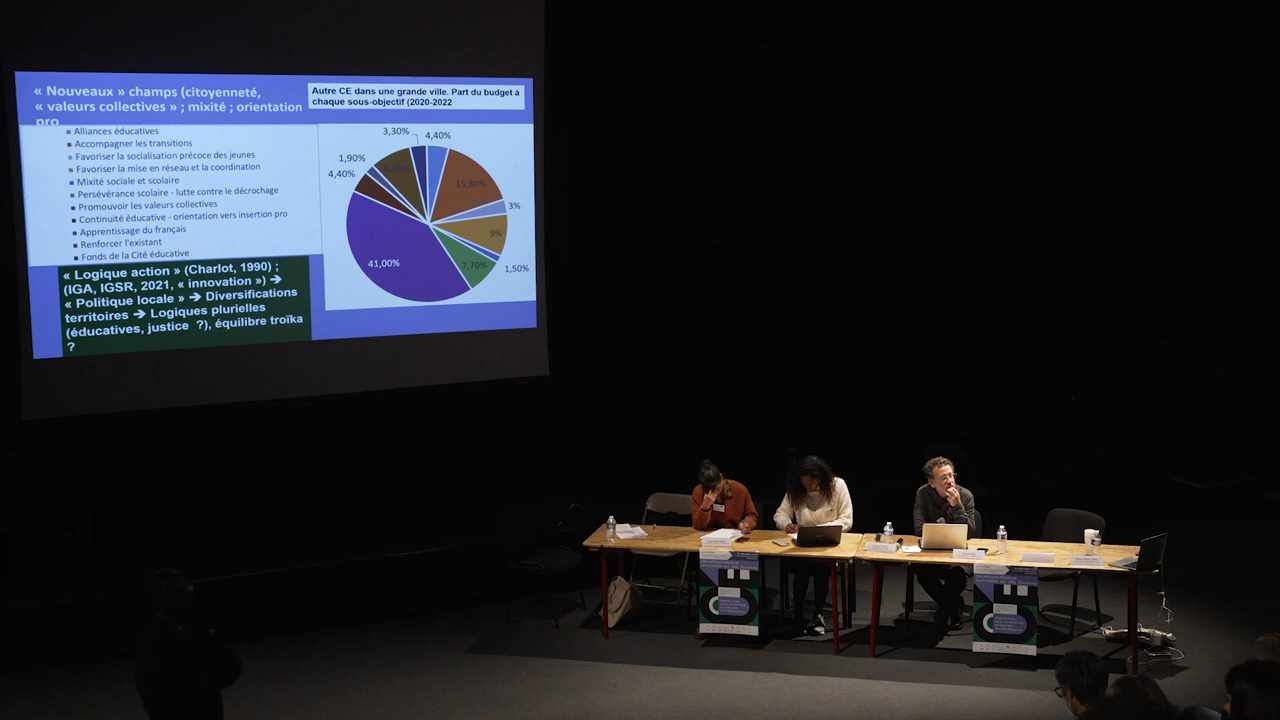 « Nouveaux » champs (citoyenneté,
« valeurs collectives » ; mixité ; orientation
pro
Autre CE dans une grande ville. Part du budget à
chaque sous-objectif (2020-2022
Alliances éducatives
Accompagner les transitions
Favoriser la socialisation précoce des jeunes
Favoriser la mise en réseau et la coordination
Mixité sociale et scolaire
Persévérance scolaire - lutte contre le décrochage
Promouvoir les valeurs collectives
Continuité éducative - orientation vers insertion pro
Apprentissage du français
Renforcer l'existant
Fonds de la Cité éducative
3,30%
4,40%
1,90%
4,40%
15,80%
3%
9%
1,50%
7,70%
41,00%
« Logique action » (Charlot, 1990) ;
(IGA, IGSR, 2021, « innovation ») ➔
« Politique locale » ➔ Diversifications
territoires ➔ Logiques plurielles
(éducatives, justice ?), équilibre troïka
?